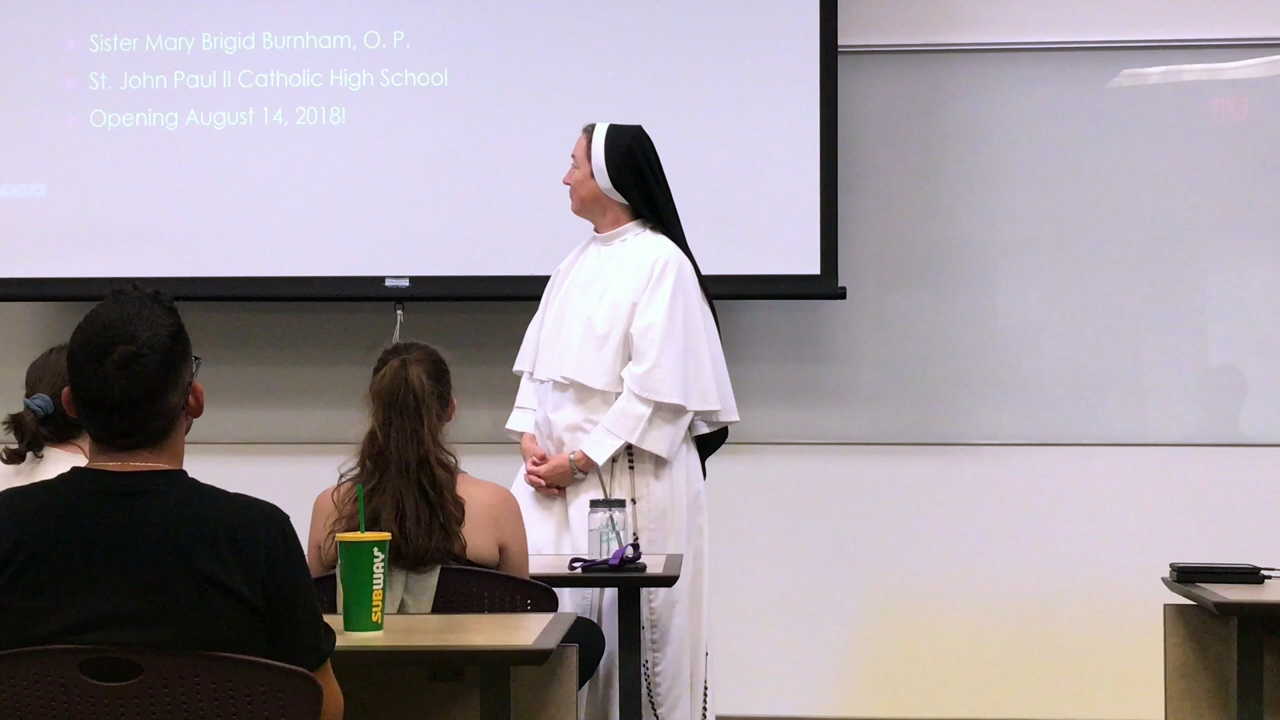 Sister Mary Brigid Burnham, O. P.
St. John Paul II Catholic High School
Opening August 14, 2018!
SUBWAY